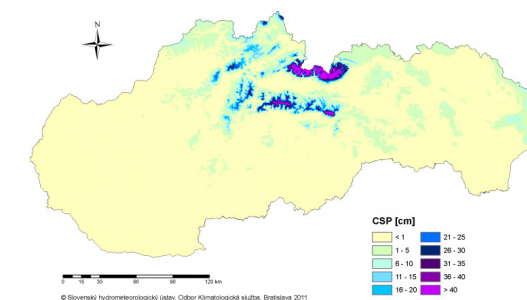 N
CSP [cm]
< 1 21 - 25
1 - 5 26 - 30
6 - 10 31 - 35
11 - 15 36 - 40
16 - 20 > 40
0 15 30 60 90 120 km
© Slovenský hydrometeorologický ústav, Odbor Klimatologická služba, Bratislava 2011